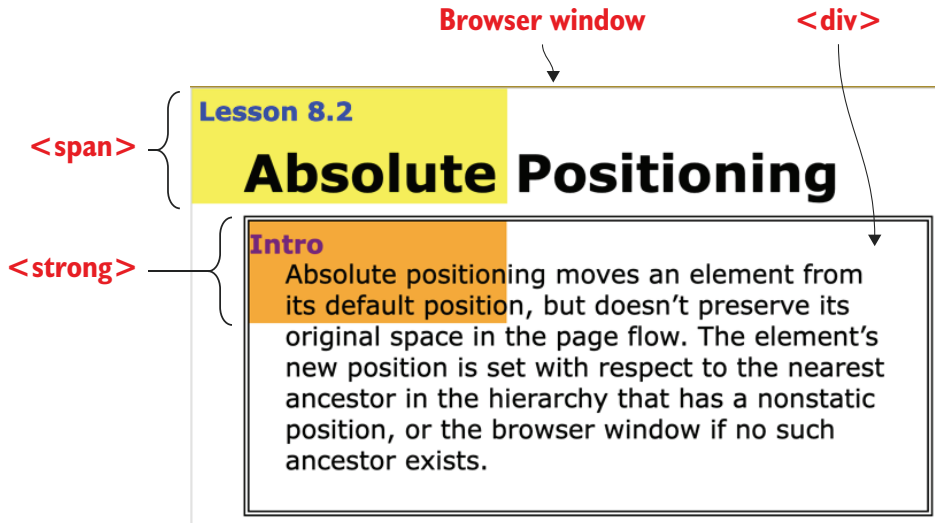 Browser window <div>
Lesson 8.2
<span>
Absolute Positioning
Intro
<strong>
Absolute positioning moves an element from
its default position, but doesn’t preserve its
original space in the page flow. The element’s
new position is set with respect to the nearest
ancestor in the hierarchy that has a nonstatic
position, or the browser window if no such
ancestor exists.